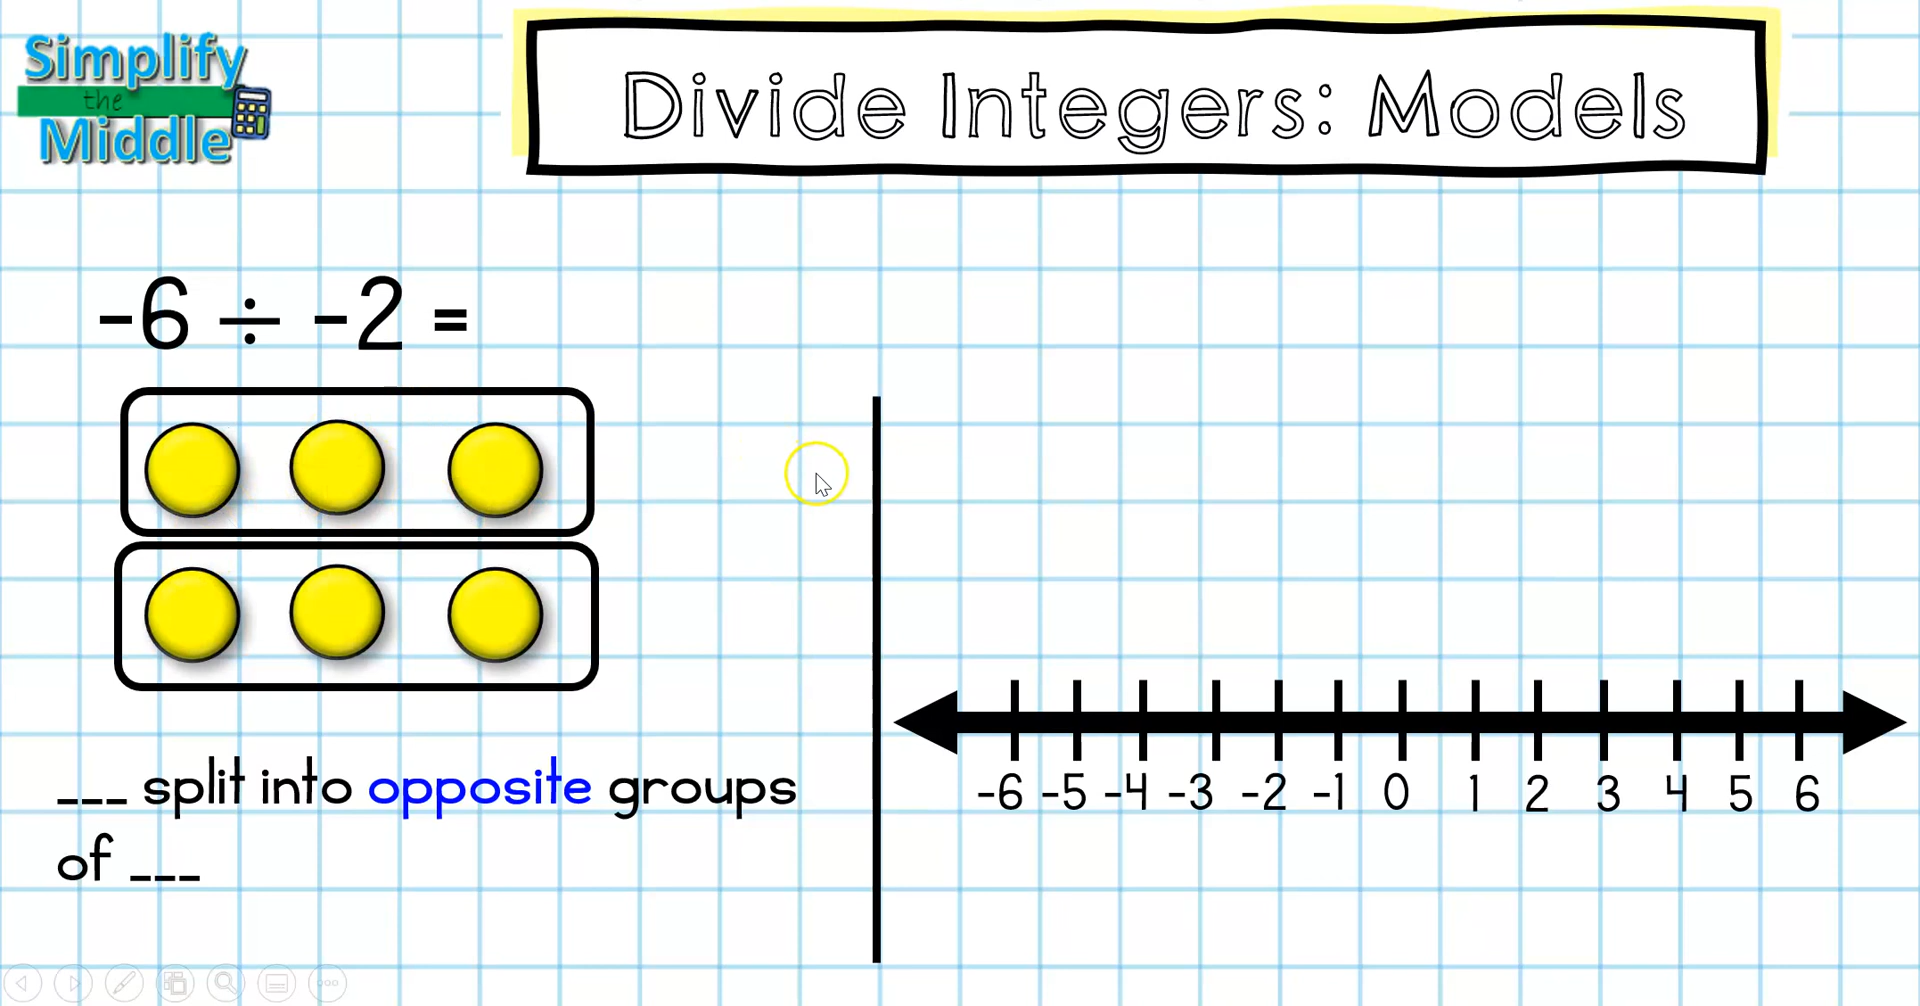 Simplify
the
Middle
Divide Integers: Models
-6 ÷ -2 =
___ split into opposite groups
of ___
-6 -5 -4 -3 -2 -1 0 1 2 3 4 5 6